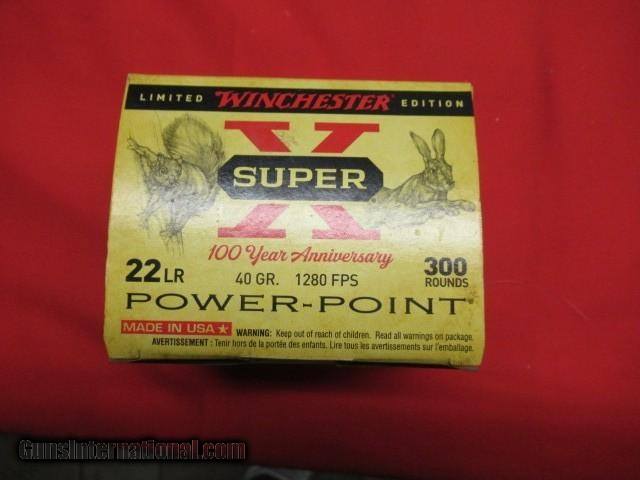 LIMITED WINCHESTER EDITION
X
SUPER
100 Year Anniversary
22 LR 40 GR. 1280 FPS 300 ROUNDS
POWER-POINT
MADE IN USA ★ WARNING: Keep out of reach of children. Read all warnings on package.
AVERTISSEMENT : Tenir hors de la portée des enfants. Lire tous les avertissements sur l'emballage.
GunsInternational.com